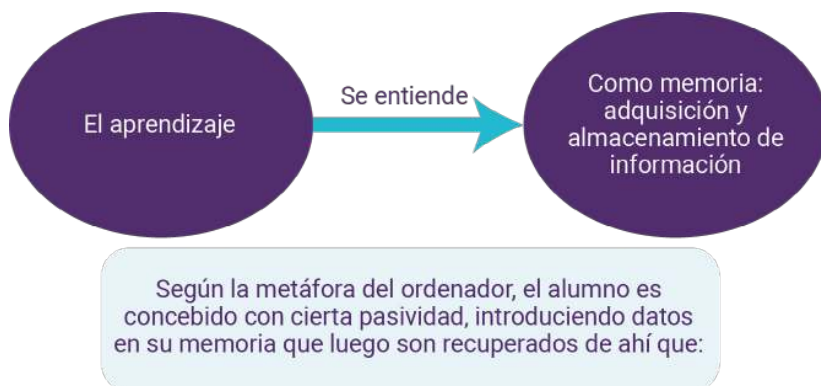 El aprendizaje
Se entiende
Como memoria:
adquisición y
almacenamiento de
información
Según la metáfora del ordenador, el alumno es
concebido con cierta pasividad, introduciendo datos
en su memoria que luego son recuperados de ahí que: